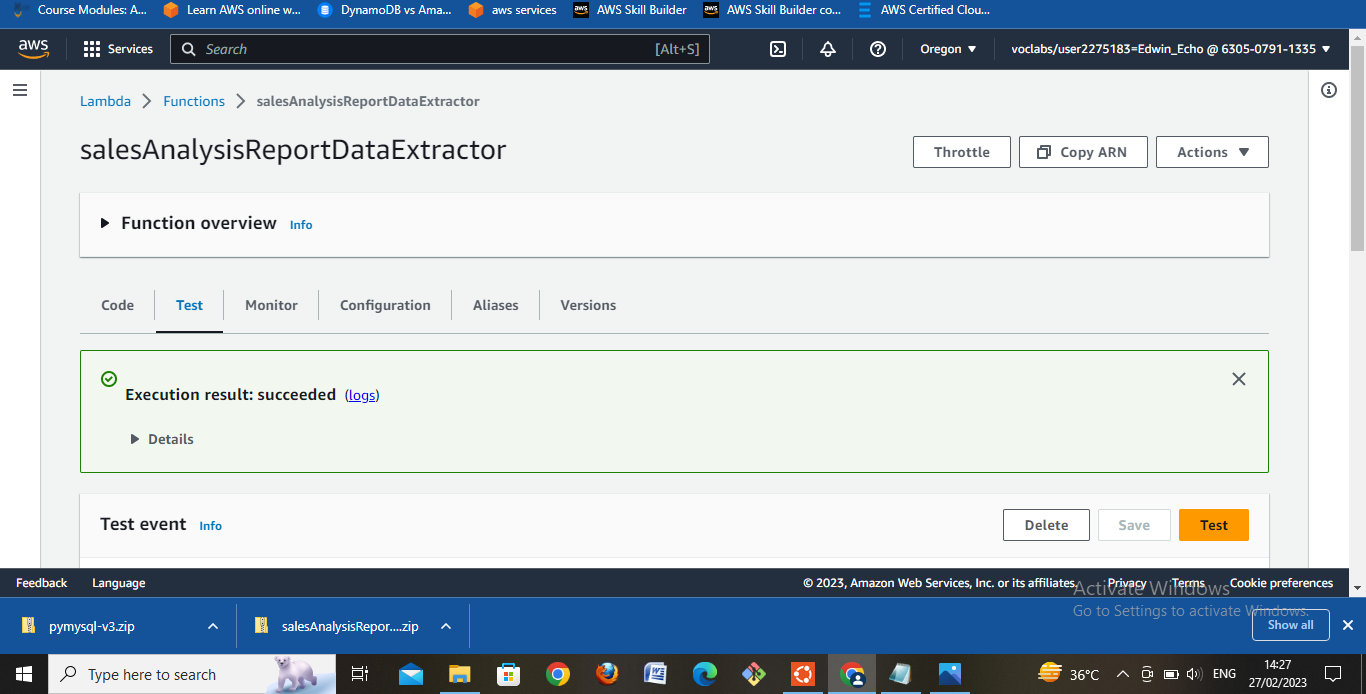 Course Modules: A... Learn AWS online w... DynamoDB vs Ama... aws services aws AWS Skill Builder aws AWS Skill Builder co... AWS Certified Clou...
aws Services Search [Alt+S] Oregon ▼ voclabs/user2275183=Edwin_Echo @ 6305-0791-1335 ▼
Lambda > Functions > salesAnalysisReportDataExtractor
salesAnalysisReportDataExtractor
Throttle Copy ARN Actions ▼
Function overview Info
Code Test Monitor Configuration Aliases Versions
Execution result: succeeded (logs)
Details
Test event Info Delete Save Test
Feedback Language © 2023, Amazon Web Services, Inc. or its affiliates. Privacy Terms Cookie preferences
Activate Windows
Go to Settings to activate Windows.
pymysql-v3.zip salesAnalysisRepor....zip Show all
Type here to search 36°C ENG 14:27
27/02/2023